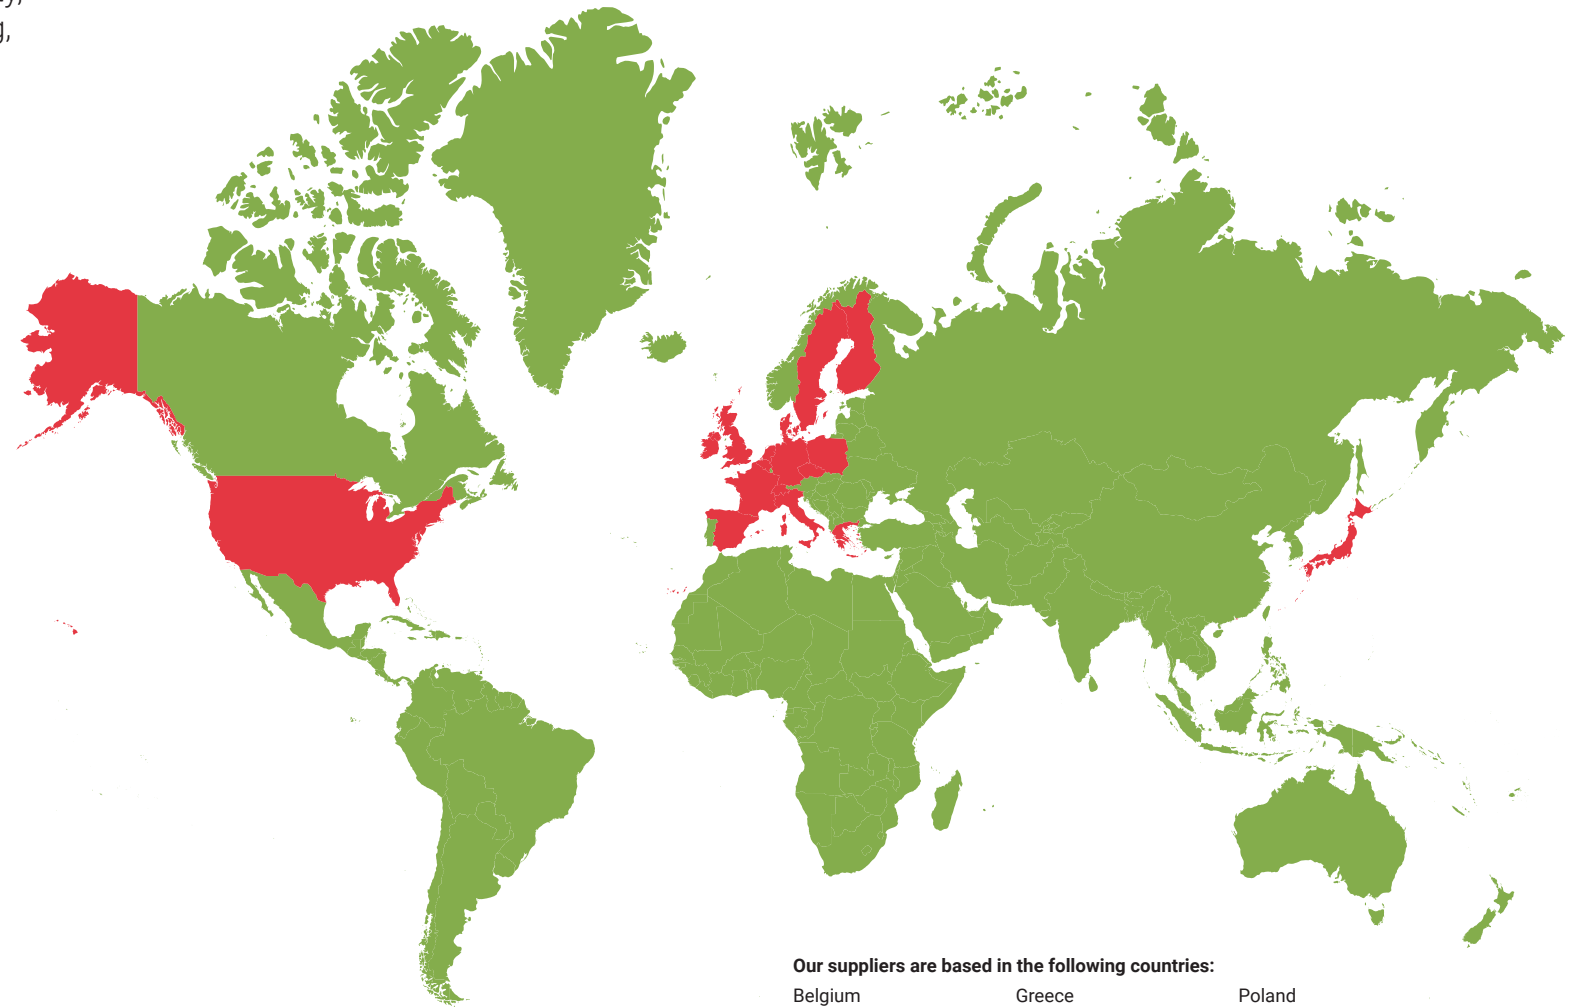 Our suppliers are based in the following countries:
Belgium Greece Poland